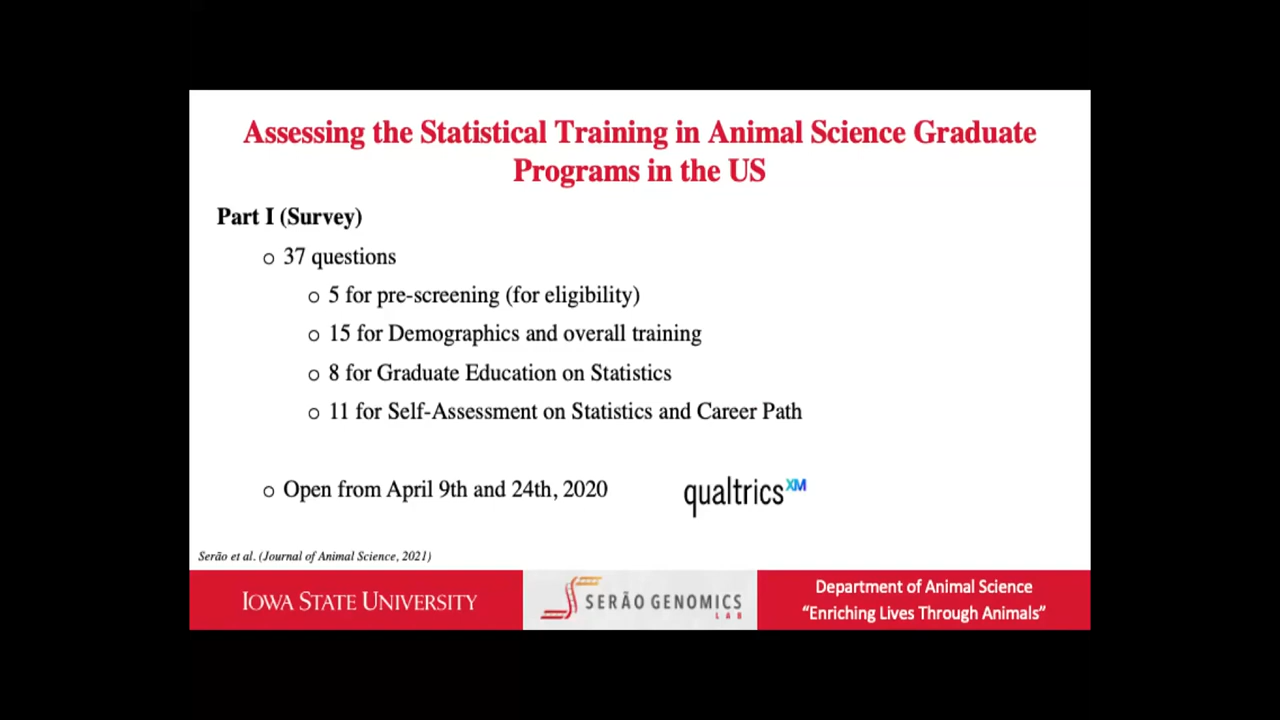 Assessing the Statistical Training in Animal Science Graduate
Programs in the US
Part I (Survey)
37 questions
5 for pre-screening (for eligibility)
15 for Demographics and overall training
8 for Graduate Education on Statistics
11 for Self-Assessment on Statistics and Career Path
Open from April 9th and 24th, 2020
qualtrics XM
Serão et al. (Journal of Animal Science, 2021)
IOWA STATE UNIVERSITY
SERÃO GENOMICS
LAB
Department of Animal Science
“Enriching Lives Through Animals”